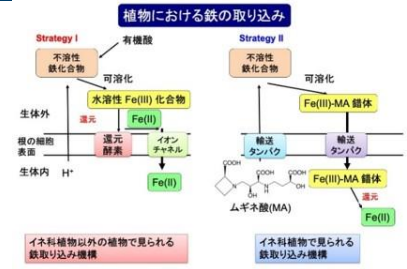 植物における鉄の取り込み
Strategy I
有機酸
不溶性
鉄化合物
可溶化
水溶性 Fe(III) 化合物
生体外
還元
Fe(II)
根の細胞
表面
還元
酵素
イオン
チャネル
生体内
H⁺
Fe(II)
イネ科植物以外の植物で見られる
鉄取り込み機構
Strategy II
不溶性
鉄化合物
可溶化
Fe(III)-MA 錯体
輸送
タンパク
輸送
タンパク
COOH
COOH
COOH
N
OH
N
H
OH
ムギネ酸(MA)
Fe(III)-MA 錯体
還元
Fe(II)
イネ科植物で見られる
鉄取り込み機構